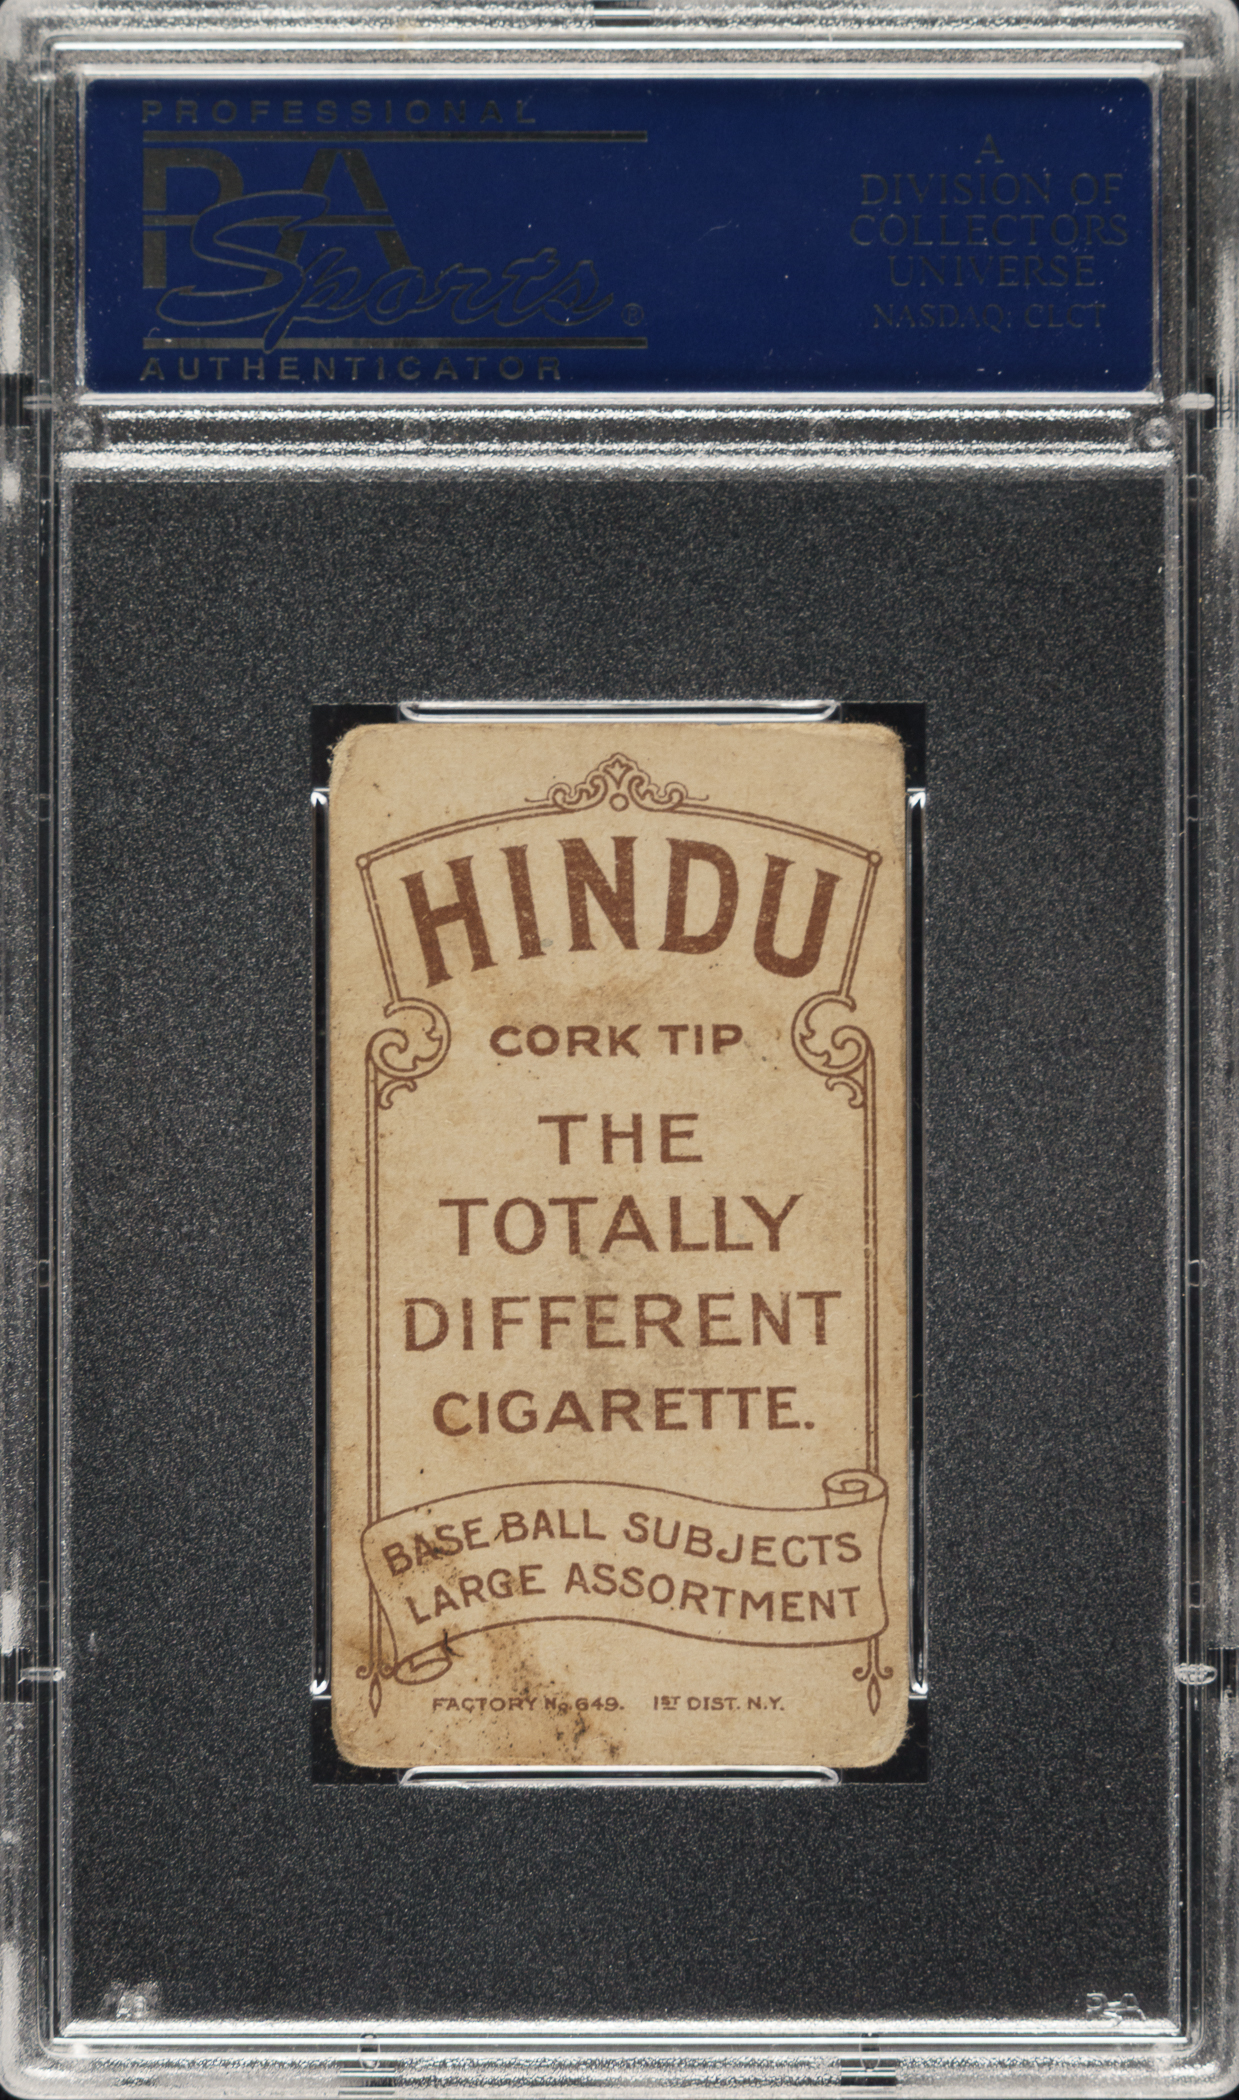 PROFESSIONAL
PSA
Sports®
AUTHENTICATOR
A
DIVISION OF
COLLECTORS
UNIVERSE
NASDAQ: CLCT
HINDU
CORK TIP
THE
TOTALLY
DIFFERENT
CIGARETTE.
BASE BALL SUBJECTS
LARGE ASSORTMENT
FACTORY No 649. 1ST DIST. N.Y.
PSA